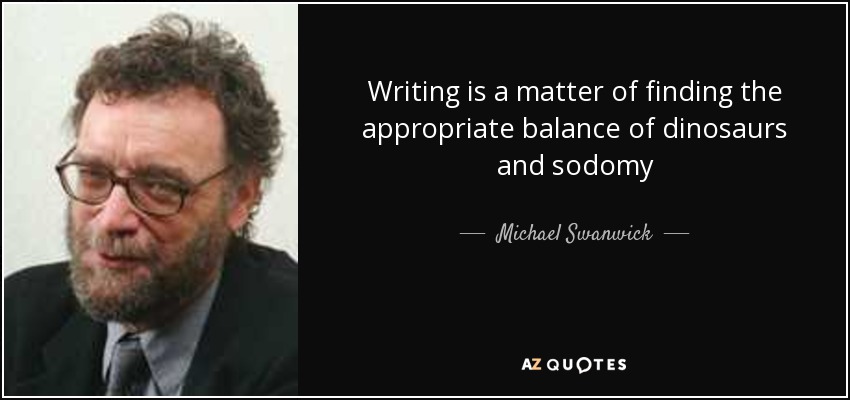 Writing is a matter of finding the
appropriate balance of dinosaurs
and sodomy
Michael Swanwick
AZ QUOTES